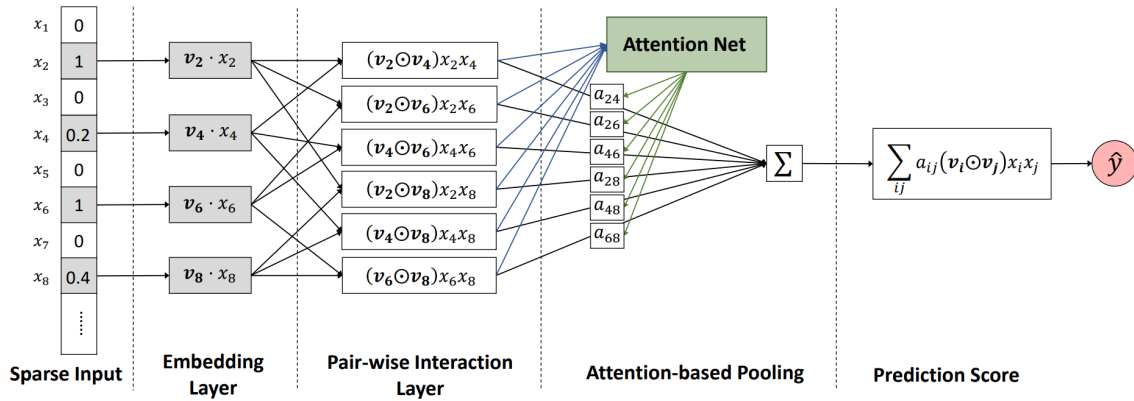 x₁ 0
x₂ 1
x₃ 0
x₄ 0.2
x₅ 0
x₆ 1
x₇ 0
x₈ 0.4
......
Sparse Input
v₂ · x₂
v₄ · x₄
v₆ · x₆
v₈ · x₈
Embedding
Layer
(v₂⊙v₄)x₂x₄
(v₂⊙v₆)x₂x₆
(v₄⊙v₆)x₄x₆
(v₂⊙v₈)x₂x₈
(v₄⊙v₈)x₄x₈
(v₆⊙v₈)x₆x₈
Pair-wise Interaction
Layer
Attention Net
a₂₄
a₂₆
a₄₆
a₂₈
a₄₈
a₆₈
∑
Attention-based Pooling
∑ᵢⱼ aᵢⱼ(vᵢ⊙vⱼ)xᵢxⱼ
ŷ
Prediction Score